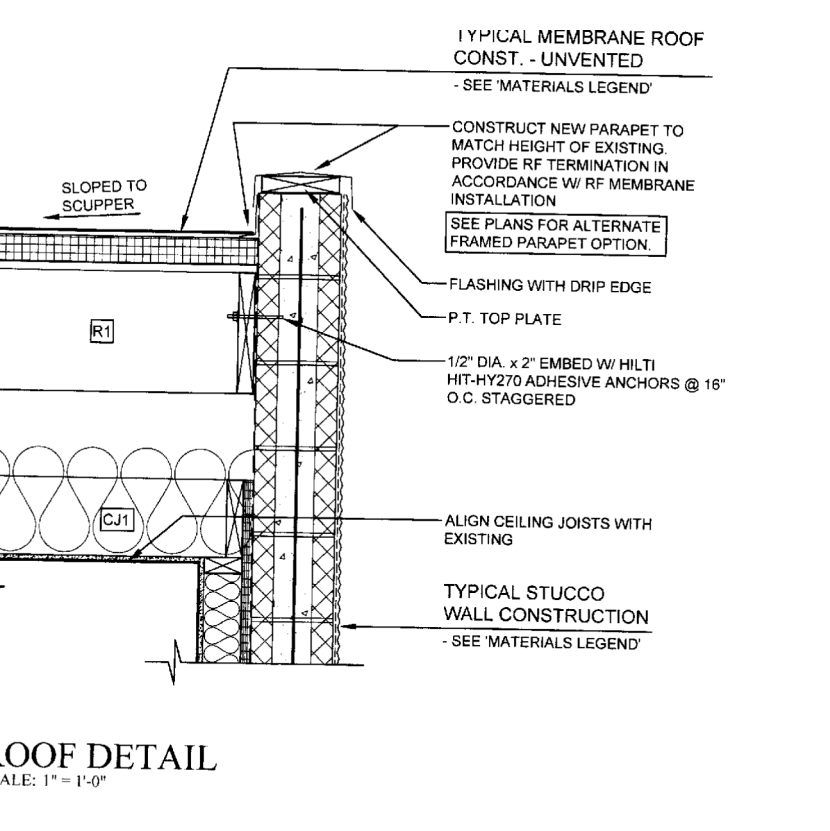 TYPICAL MEMBRANE ROOF
CONST. - UNVENTED
- SEE 'MATERIALS LEGEND'
CONSTRUCT NEW PARAPET TO
MATCH HEIGHT OF EXISTING.
PROVIDE RF TERMINATION IN
ACCORDANCE W/ RF MEMBRANE
INSTALLATION
SEE PLANS FOR ALTERNATE
FRAMED PARAPET OPTION.
SLOPED TO
SCUPPER
FLASHING WITH DRIP EDGE
P.T. TOP PLATE
R1
1/2" DIA. x 2" EMBED W/ HILTI
HIT-HY270 ADHESIVE ANCHORS @ 16"
O.C. STAGGERED
CJ1
ALIGN CEILING JOISTS WITH
EXISTING
TYPICAL STUCCO
WALL CONSTRUCTION
- SEE 'MATERIALS LEGEND'
OOF DETAIL
ALE: 1" = 1'-0"